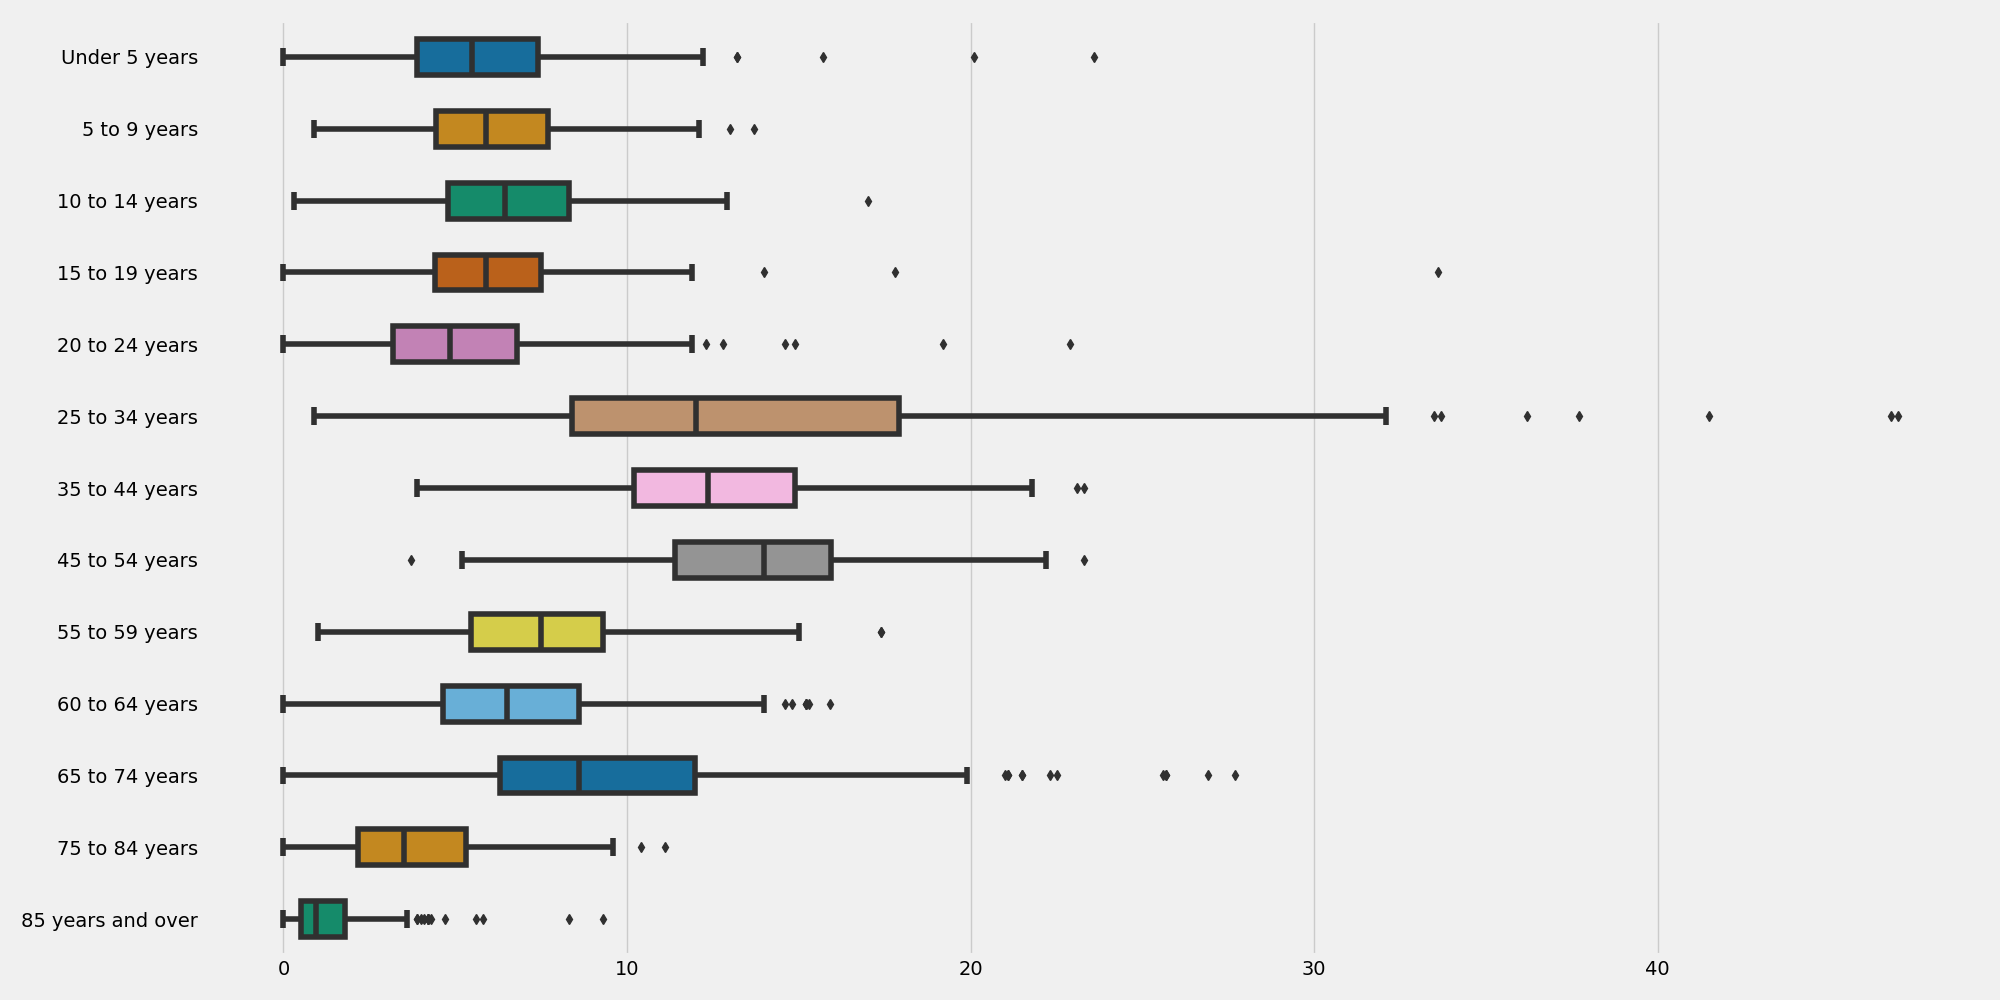 Under 5 years
5 to 9 years
10 to 14 years
15 to 19 years
20 to 24 years
25 to 34 years
35 to 44 years
45 to 54 years
55 to 59 years
60 to 64 years
65 to 74 years
75 to 84 years
85 years and over
0 10 20 30 40